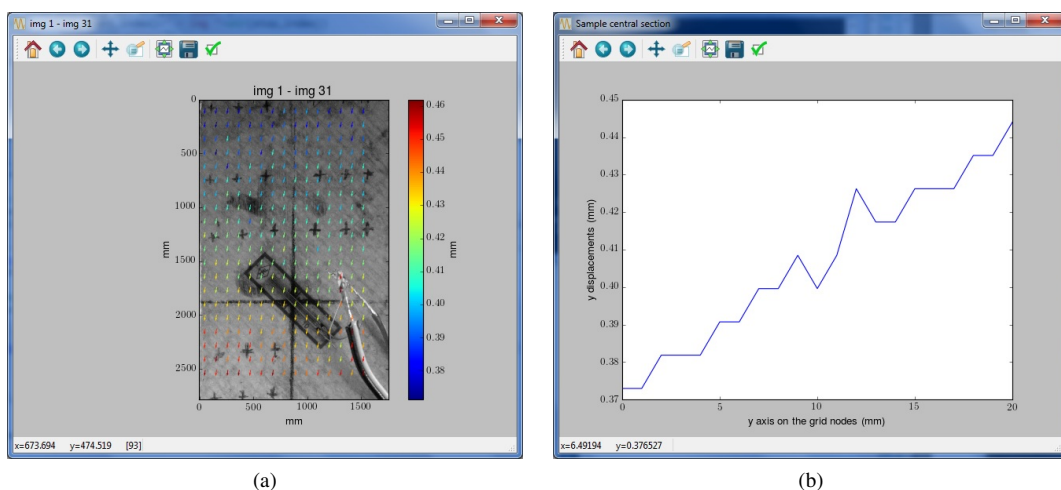 img 1 - img 31
img 1 - img 31
0
500
1000
1500
2000
2500
mm
0
500
1000
1500
mm
0.46
0.45
0.44
0.43
0.42
0.41
0.40
0.39
0.38
mm
x=673.694 y=474.519 [93]
(a)
Sample central section
0.45
0.44
0.43
0.42
0.41
0.40
0.39
0.38
0.37
y displacements (mm)
0
5
10
15
20
y axis on the grid nodes (mm)
x=6.49194 y=0.376527
(b)